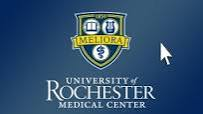 MELIORA
UNIVERSITY of
ROCHESTER
MEDICAL CENTER